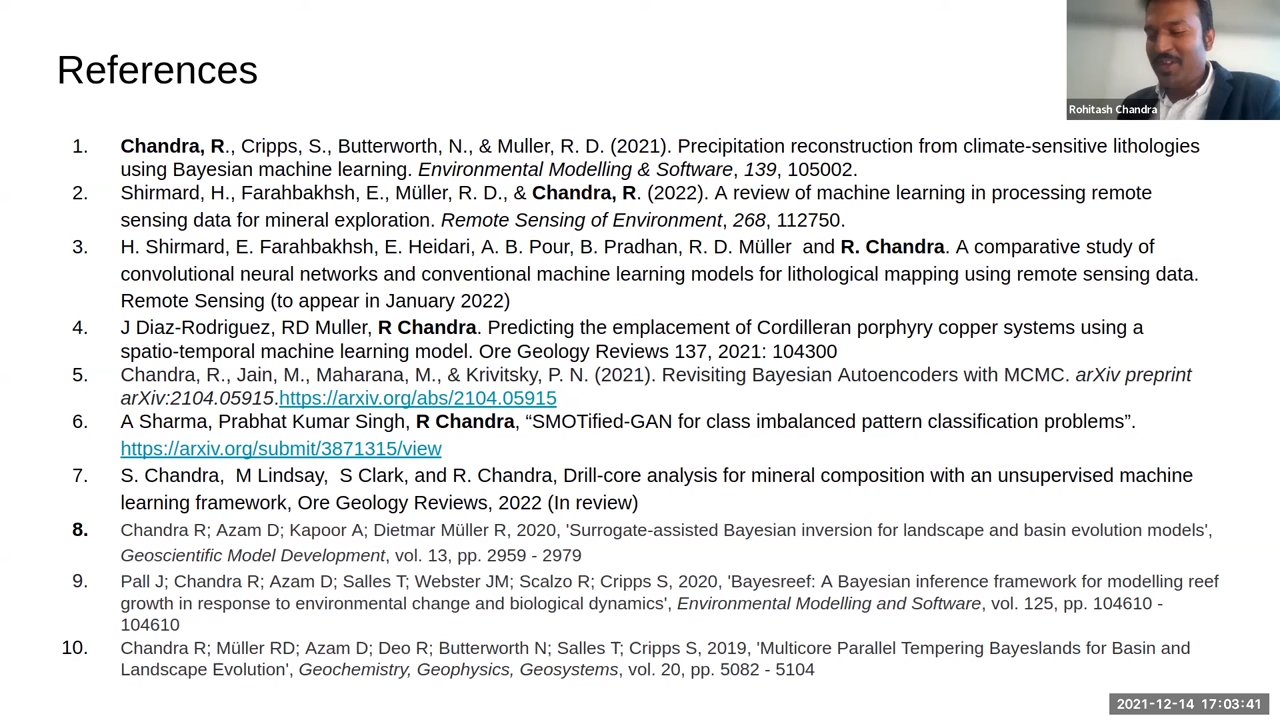 References
Rohitash Chandra
1. Chandra, R., Cripps, S., Butterworth, N., & Muller, R. D. (2021). Precipitation reconstruction from climate-sensitive lithologies
using Bayesian machine learning. Environmental Modelling & Software, 139, 105002.
2. Shirmard, H., Farahbakhsh, E., Müller, R. D., & Chandra, R. (2022). A review of machine learning in processing remote
sensing data for mineral exploration. Remote Sensing of Environment, 268, 112750.
3. H. Shirmard, E. Farahbakhsh, E. Heidari, A. B. Pour, B. Pradhan, R. D. Müller and R. Chandra. A comparative study of
convolutional neural networks and conventional machine learning models for lithological mapping using remote sensing data.
Remote Sensing (to appear in January 2022)
4. J Diaz-Rodriguez, RD Muller, R Chandra. Predicting the emplacement of Cordilleran porphyry copper systems using a
spatio-temporal machine learning model. Ore Geology Reviews 137, 2021: 104300
5. Chandra, R., Jain, M., Maharana, M., & Krivitsky, P. N. (2021). Revisiting Bayesian Autoencoders with MCMC. arXiv preprint
arXiv:2104.05915.https://arxiv.org/abs/2104.05915
6. A Sharma, Prabhat Kumar Singh, R Chandra, “SMOTified-GAN for class imbalanced pattern classification problems”.
https://arxiv.org/submit/3871315/view
7. S. Chandra, M Lindsay, S Clark, and R. Chandra, Drill-core analysis for mineral composition with an unsupervised machine
learning framework, Ore Geology Reviews, 2022 (In review)
8. Chandra R; Azam D; Kapoor A; Dietmar Müller R, 2020, 'Surrogate-assisted Bayesian inversion for landscape and basin evolution models',
Geoscientific Model Development, vol. 13, pp. 2959 - 2979
9. Pall J; Chandra R; Azam D; Salles T; Webster JM; Scalzo R; Cripps S, 2020, 'Bayesreef: A Bayesian inference framework for modelling reef
growth in response to environmental change and biological dynamics', Environmental Modelling and Software, vol. 125, pp. 104610 -
104610
10. Chandra R; Müller RD; Azam D; Deo R; Butterworth N; Salles T; Cripps S, 2019, 'Multicore Parallel Tempering Bayeslands for Basin and
Landscape Evolution', Geochemistry, Geophysics, Geosystems, vol. 20, pp. 5082 - 5104
2021-12-14 17:03:41